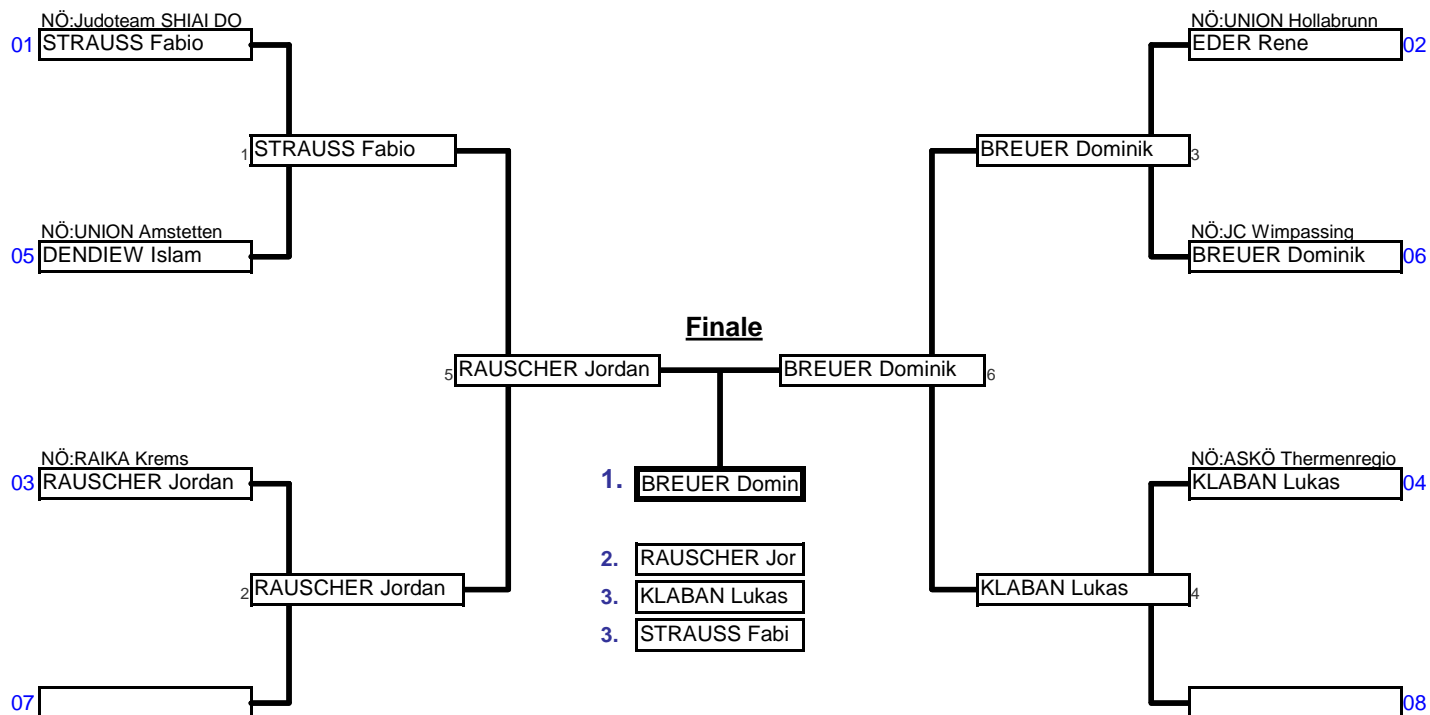 NÖ:Judoteam SHIAI DO
01 STRAUSS Fabio
1 STRAUSS Fabio
NÖ:UNION Amstetten
05 DENDIEW Islam
5 RAUSCHER Jordan
NÖ:RAIKA Krems
03 RAUSCHER Jordan
2 RAUSCHER Jordan
07
Finale
1. BREUER Domin
2. RAUSCHER Jor
3. KLABAN Lukas
3. STRAUSS Fabi
NÖ:UNION Hollabrunn
EDER Rene 02
BREUER Dominik 3
NÖ:JC Wimpassing
BREUER Dominik 06
BREUER Dominik 6
NÖ:ASKÖ Thermenregio
KLABAN Lukas 04
KLABAN Lukas 4
08